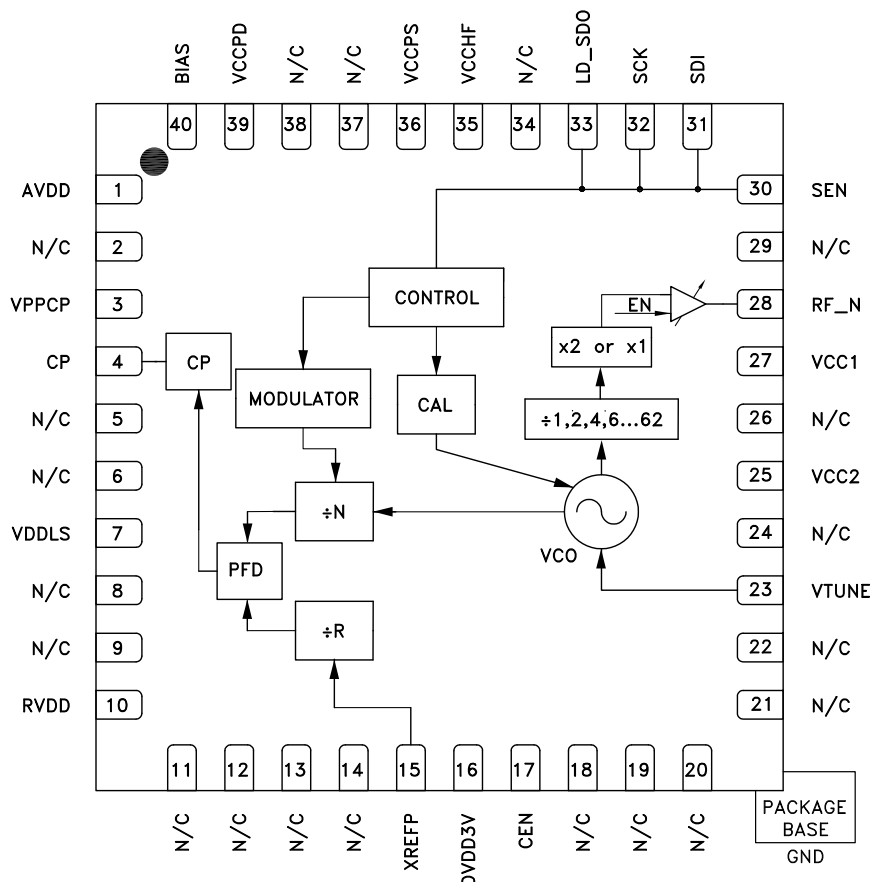 BIAS
VCCPD
N/C
N/C
VCCPS
VCCHF
N/C
LD_SDO
SCK
SDI
40
39
38
37
36
35
34
33
32
31
AVDD
1
30
SEN
N/C
2
29
N/C
CONTROL
EN
VPPCP
3
28
RF_N
x2 or x1
CP
4
CP
27
VCC1
MODULATOR
CAL
÷1,2,4,6...62
N/C
5
26
N/C
N/C
6
25
VCC2
÷N
VDDLS
7
24
N/C
VCO
PFD
N/C
8
23
VTUNE
÷R
N/C
9
22
N/C
RVDD
10
21
N/C
11
12
13
14
15
16
17
18
19
20
N/C
N/C
N/C
N/C
XREFP
DVDD3V
CEN
N/C
N/C
N/C
PACKAGE
BASE
GND